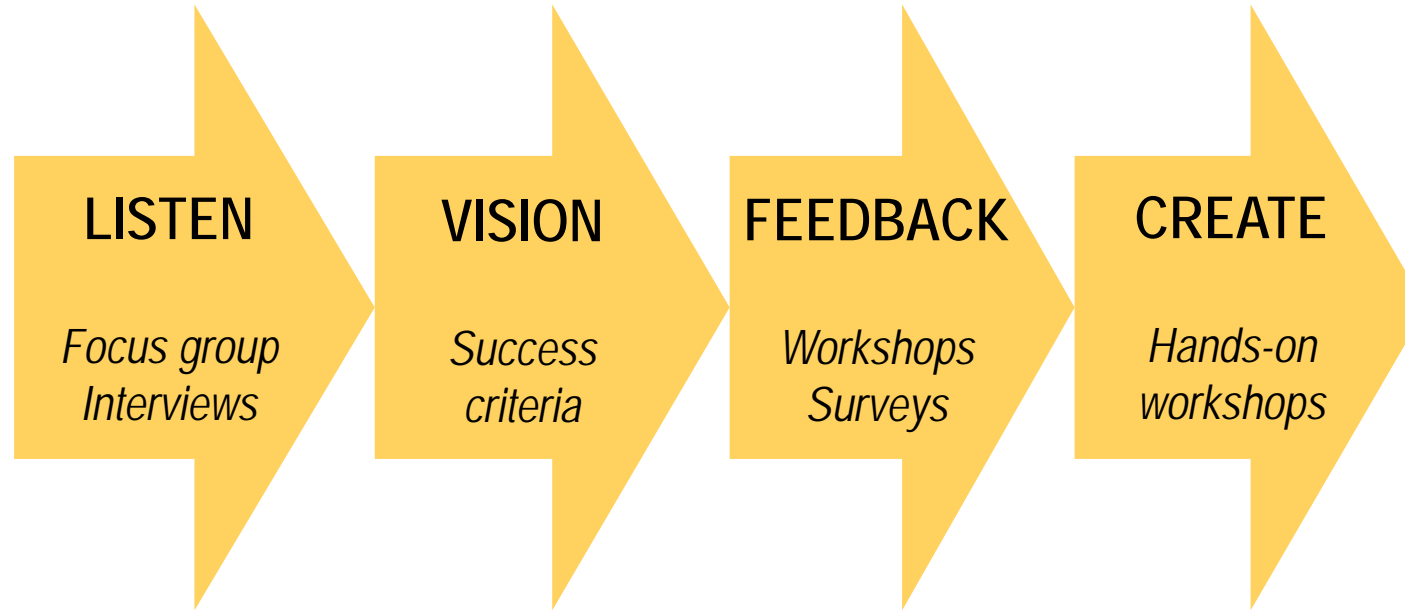 LISTEN
Focus group
Interviews
VISION
Success
criteria
FEEDBACK
Workshops
Surveys
CREATE
Hands-on
workshops